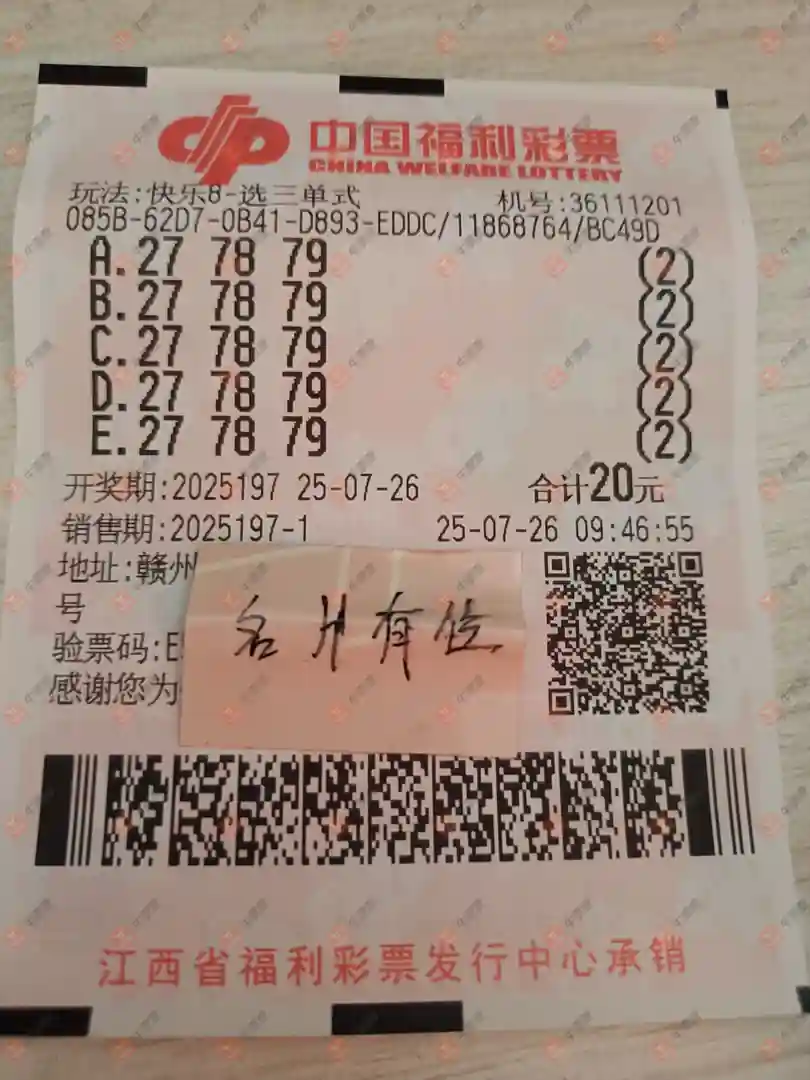 中国福利彩票
CHINA WELFARE LOTTERY
玩法:快乐8-选三单式 机号:36111201
085B-62D7-0B41-D893-EDDC/11868764/BC49D
A.27 78 79 (2)
B.27 78 79 (2)
C.27 78 79 (2)
D.27 78 79 (2)
E.27 78 79 (2)
开奖期:2025197 25-07-26 合计20元
销售期:2025197-1 25-07-26 09:46:55
地址:赣州
号
名片有位
验票码:E
感谢您为
江西省福利彩票发行中心承销